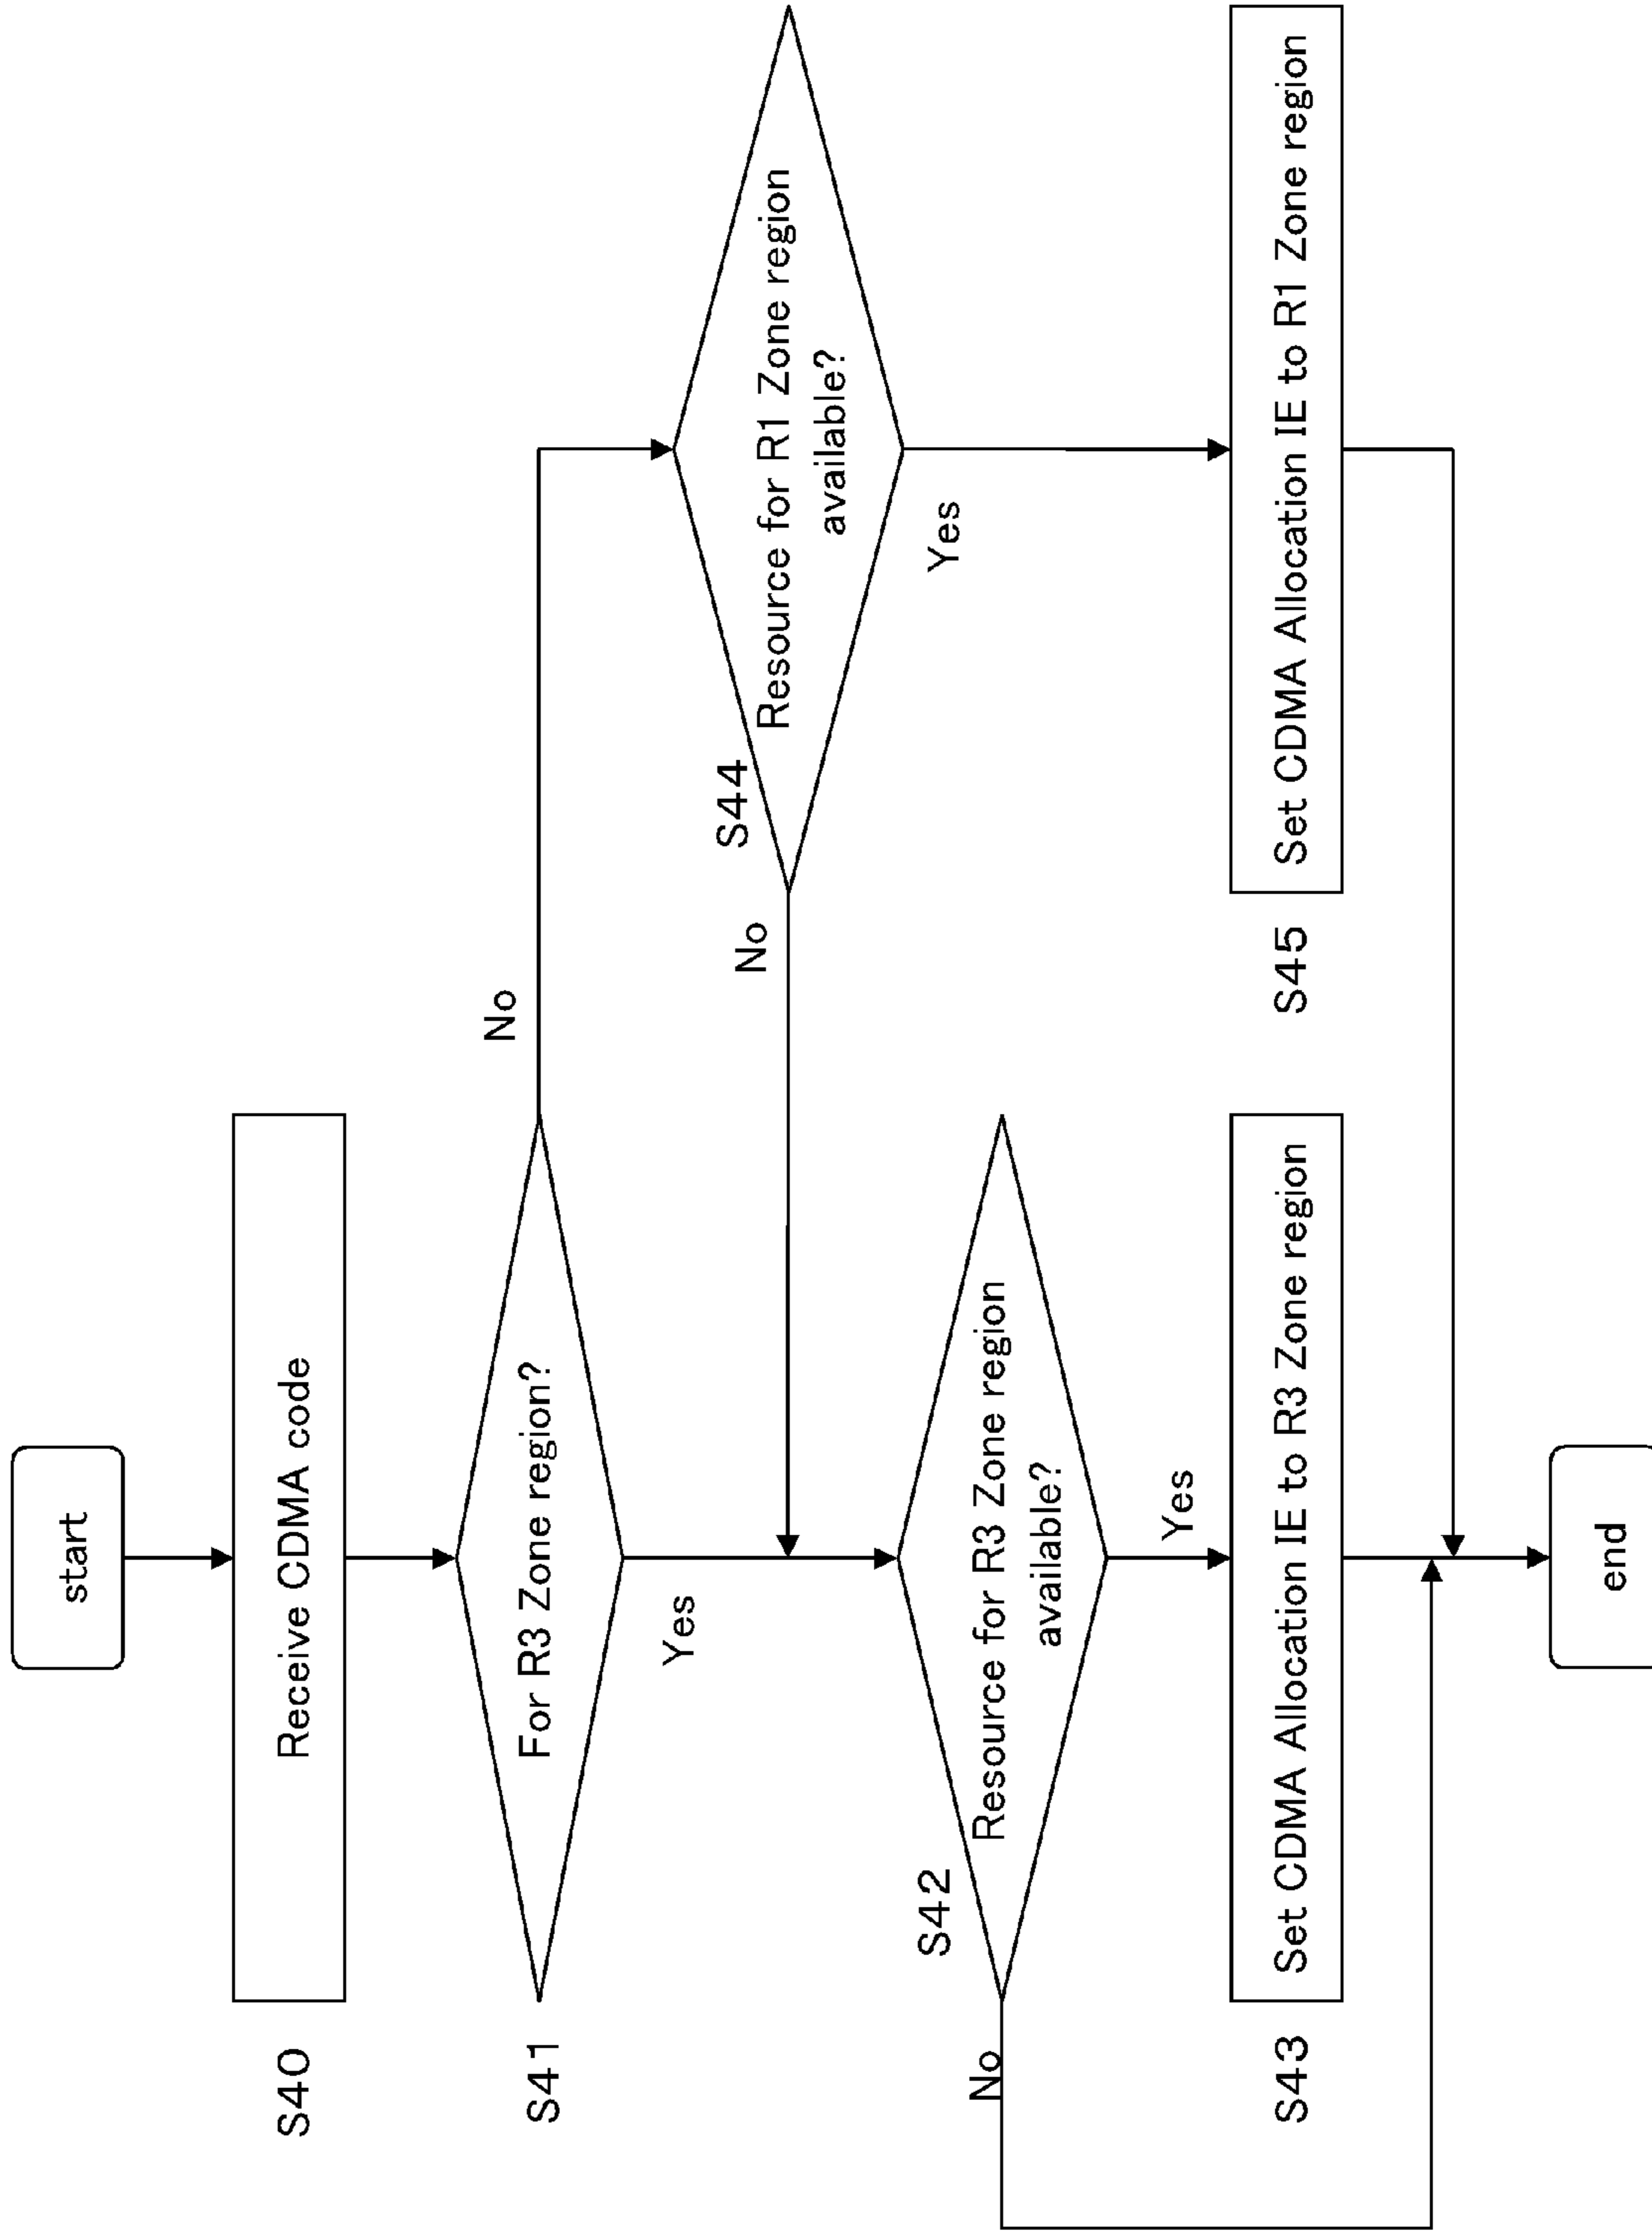 start
S40
Receive CDMA code
S41
For R3 Zone region?
No
Yes
S44
Resource for R1 Zone region
available?
No
Yes
S42
Resource for R3 Zone region
available?
No
Yes
S43
Set CDMA Allocation IE to R3 Zone region
S45
Set CDMA Allocation IE to R1 Zone region
end